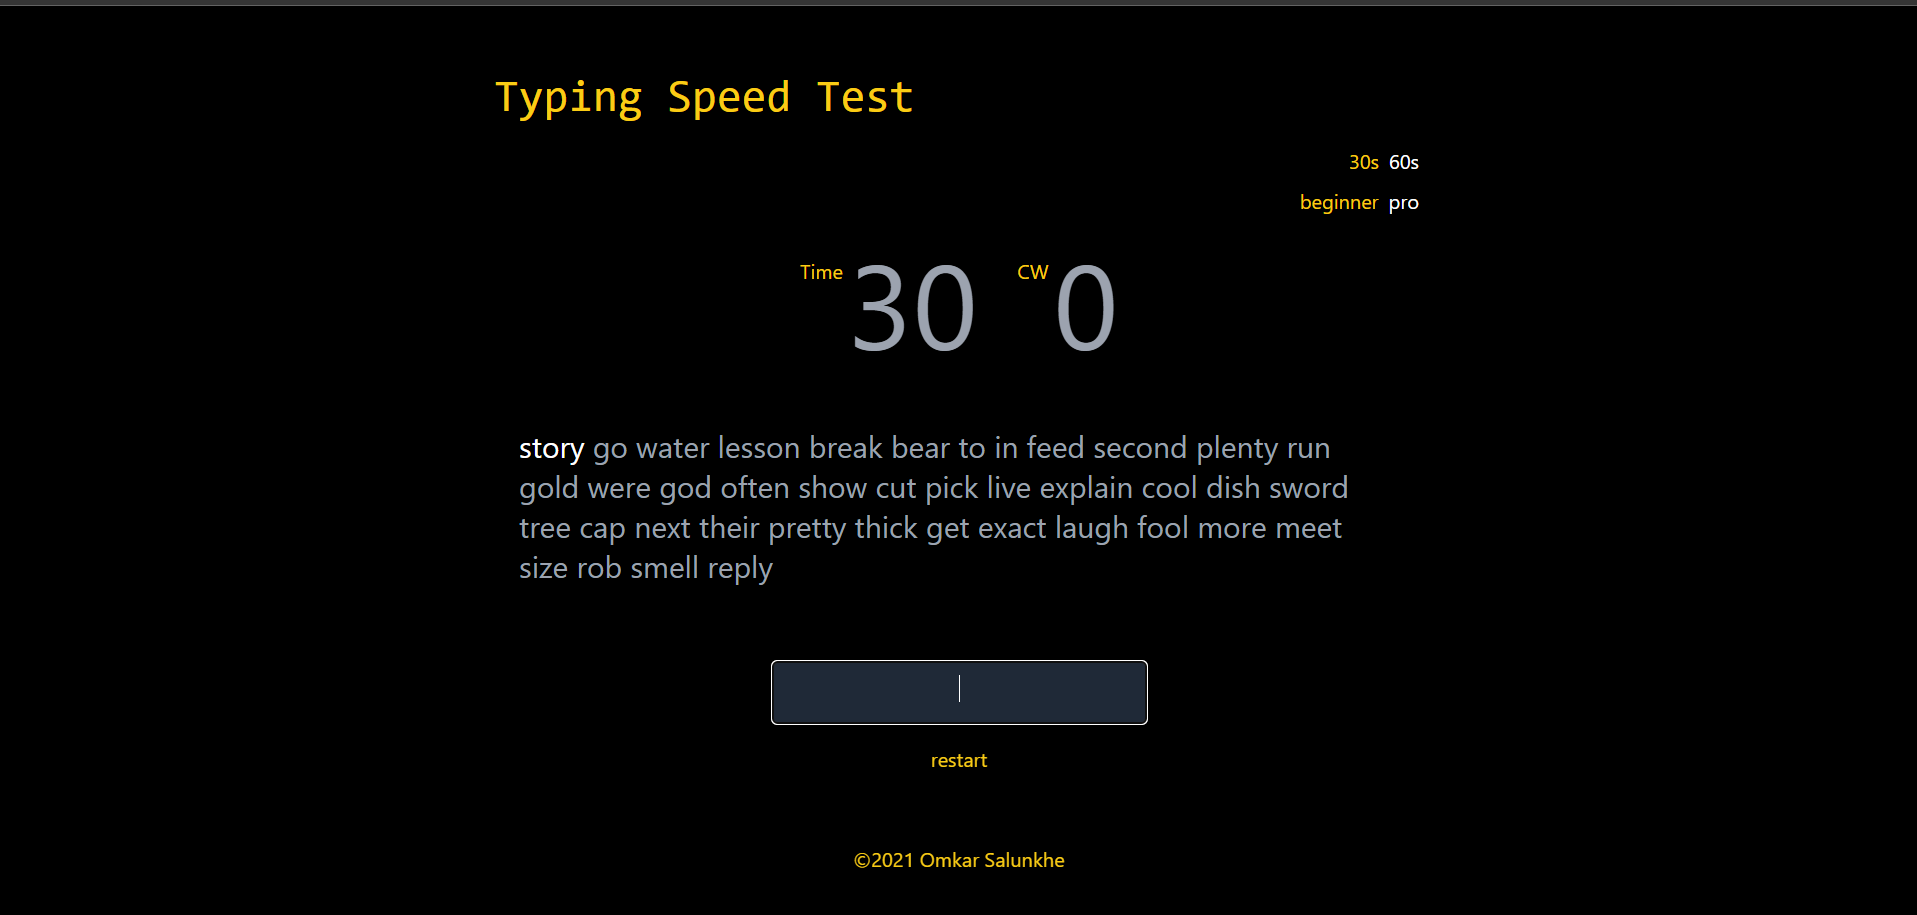 Typing Speed Test
30s 60s
beginner pro
Time 30 CW 0
story go water lesson break bear to in feed second plenty run
gold were god often show cut pick live explain cool dish sword
tree cap next their pretty thick get exact laugh fool more meet
size rob smell reply
restart
©2021 Omkar Salunkhe